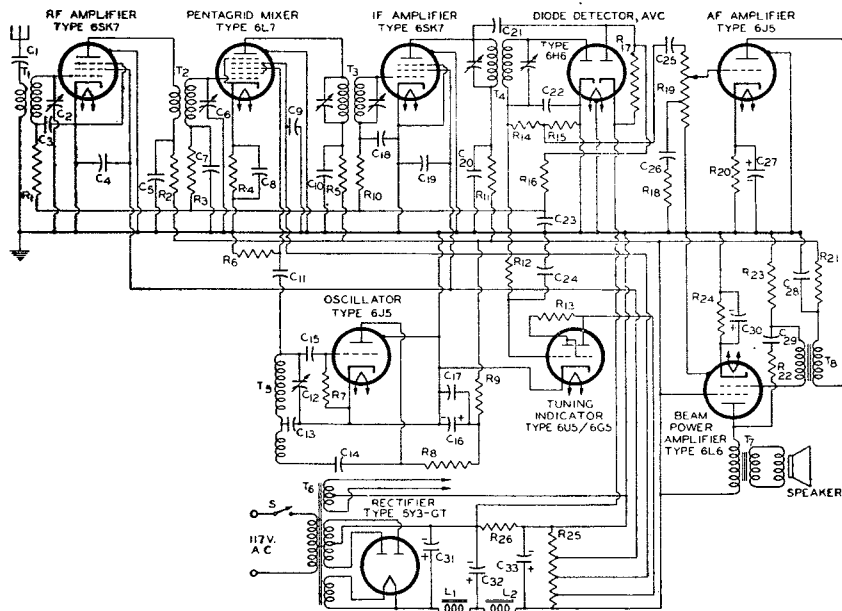 RF AMPLIFIER
TYPE 6SK7
PENTAGRID MIXER
TYPE 6L7
IF AMPLIFIER
TYPE 6SK7
DIODE DETECTOR, AVC
TYPE
6H6
AF AMPLIFIER
TYPE 6J5
C1
T1
C2
C3
R1
C4
C5
T2
R2
R3
C6
C7
R4
C8
C9
C10
T3
R5
R10
C18
C19
C20
R11
T4
C21
C22
R14
R15
R16
R17
C23
C24
R12
R13
C25
R19
C26
R18
R20
C27
R6
C11
OSCILLATOR
TYPE 6J5
C15
T5
C12
R7
C13
C14
C17
C16
R9
R8
TUNING
INDICATOR
TYPE 6U5/6G5
R23
R24
C30
C28
R21
C29
R22
T8
BEAM
POWER
AMPLIFIER
TYPE 6L6
T7
SPEAKER
T6
RECTIFIER
TYPE 5Y3-GT
S
117V.
AC
C31
R26
C32
C33
R25
L1
L2